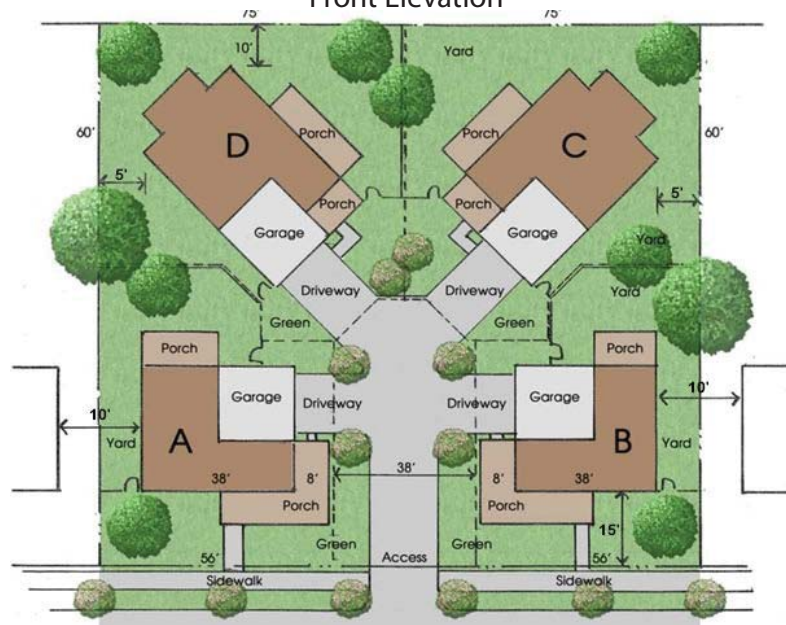 Front Elevation
75' 75'
10' Yard
60' D Porch Porch C 60'
5' 5'
Porch Porch
Garage Garage Yard
Driveway Driveway Yard
Green Green
Porch Porch
Garage Garage
10' Driveway Driveway 10'
Yard A B Yard
38' 8' 38' 8' 38'
Porch Porch 15'
Green Green
56' Access 56'
Sidewalk Sidewalk